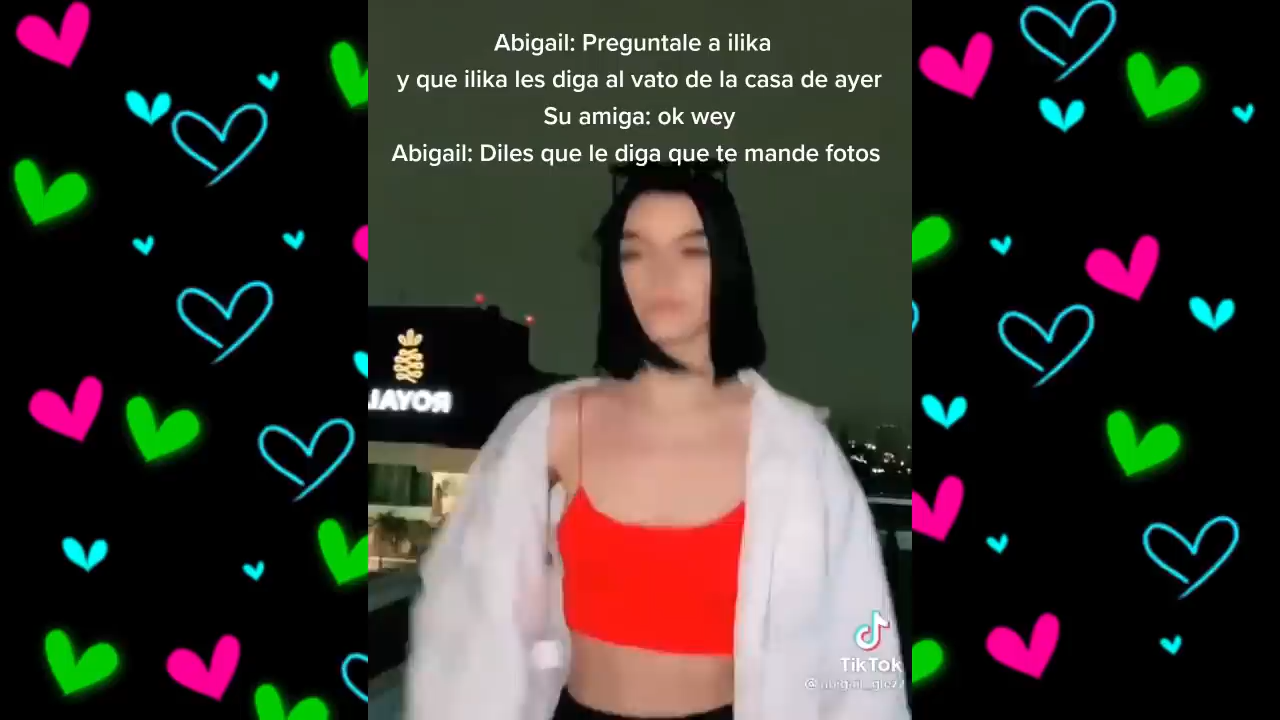 Abigail: Preguntale a ilika
y que ilika les diga al vato de la casa de ayer
Su amiga: ok wey
Abigail: Diles que le diga que te mande fotos
ROYAL
TikTok